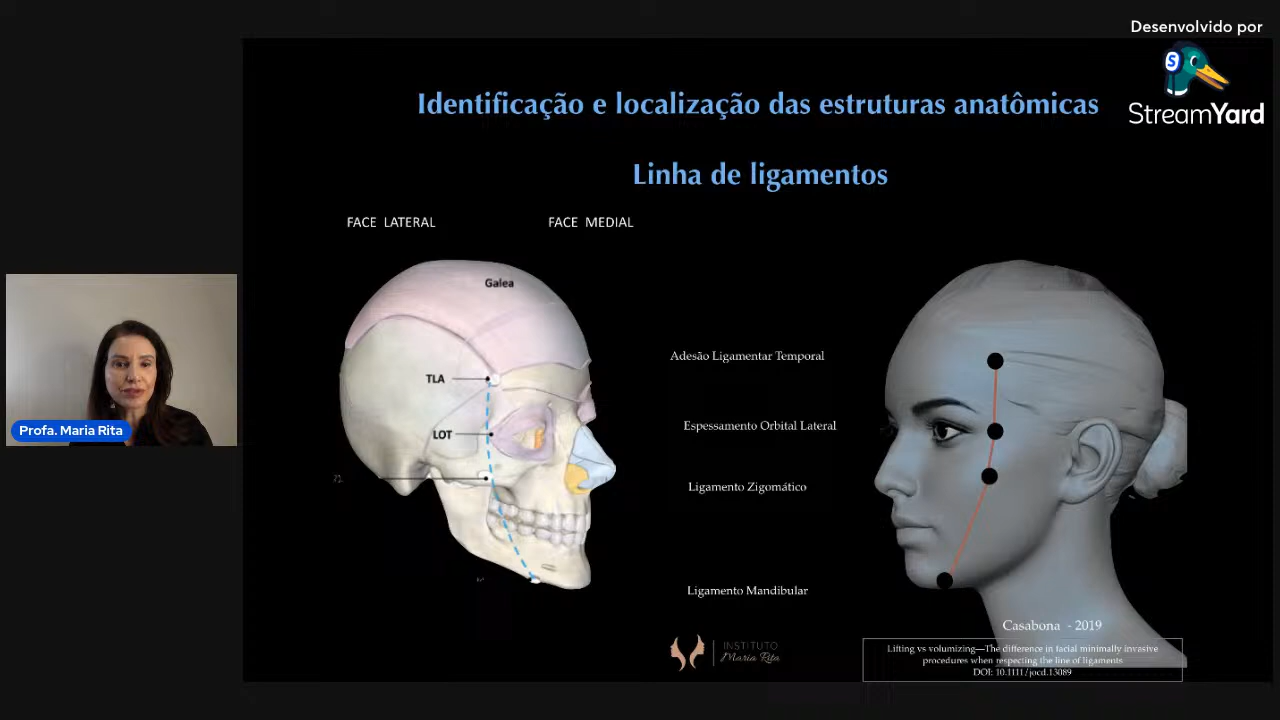 Desenvolvido por
StreamYard
Identificação e localização das estruturas anatômicas
Linha de ligamentos
FACE LATERAL
FACE MEDIAL
Galea
TLA
LOT
Adesão Ligamentar Temporal
Espessamento Orbital Lateral
Ligamento Zigomático
Ligamento Mandibular
Profa. Maria Rita
INSTITUTO
Maria Rita
Casabona - 2019
Lifting vs volumizing—The difference in facial minimally invasive
procedures when respecting the line of ligaments
DOI: 10.1111/jocd.13089